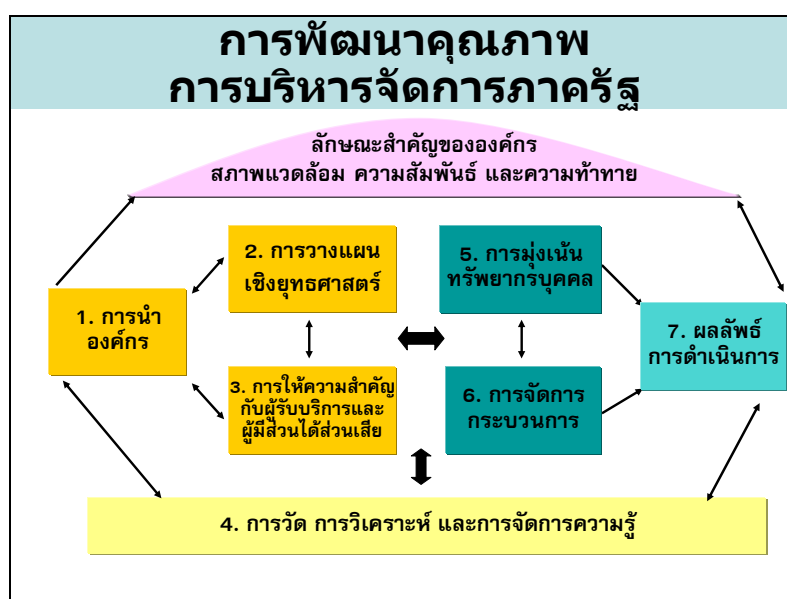 การพัฒนาคุณภาพ
การบริหารจัดการภาครัฐ
ลักษณะสำคัญขององค์กร
สภาพแวดล้อม ความสัมพันธ์ และความท้าทาย
1. การนำ
องค์กร
2. การวางแผน
เชิงยุทธศาสตร์
3. การให้ความสำคัญ
กับผู้รับบริการและ
ผู้มีส่วนได้ส่วนเสีย
5. การมุ่งเน้น
ทรัพยากรบุคคล
6. การจัดการ
กระบวนการ
7. ผลลัพธ์
การดำเนินการ
4. การวัด การวิเคราะห์ และการจัดการความรู้